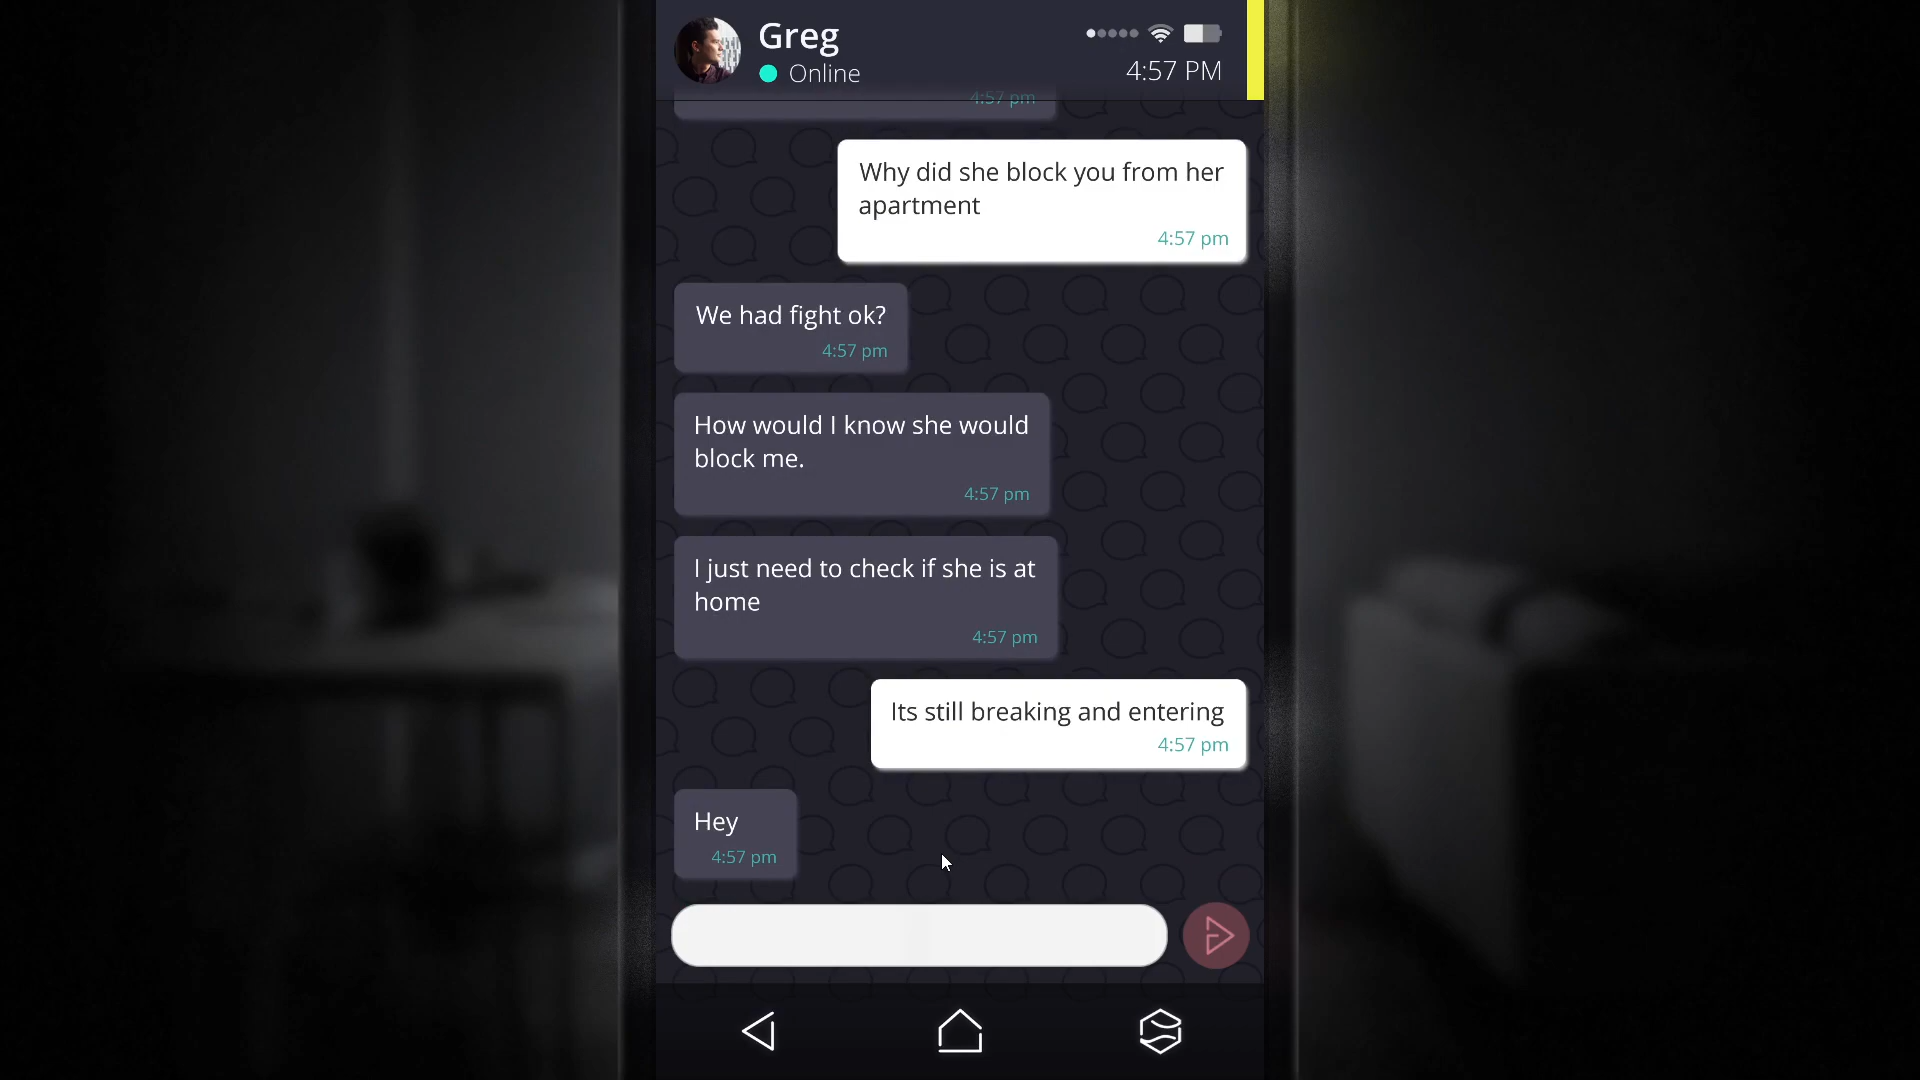 Greg
Online
4:57 PM
4:57 pm
Why did she block you from her
apartment
4:57 pm
We had fight ok?
4:57 pm
How would I know she would
block me.
4:57 pm
I just need to check if she is at
home
4:57 pm
Its still breaking and entering
4:57 pm
Hey
4:57 pm